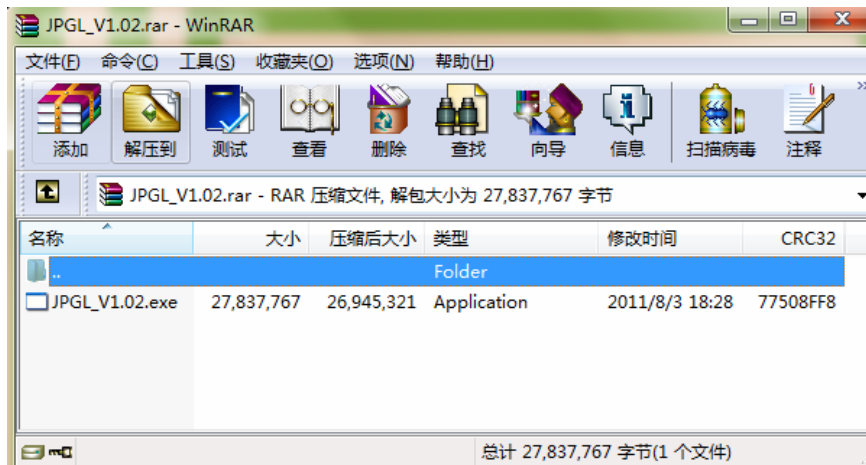 JPGL_V1.02.rar - WinRAR
文件(F) 命令(C) 工具(S) 收藏夹(O) 选项(N) 帮助(H)
添加 解压到 测试 查看 删除 查找 向导 信息 扫描病毒 注释
JPGL_V1.02.rar - RAR 压缩文件, 解包大小为 27,837,767 字节
名称 大小 压缩后大小 类型 修改时间 CRC32
.. Folder
JPGL_V1.02.exe 27,837,767 26,945,321 Application 2011/8/3 18:28 77508FF8
总计 27,837,767 字节(1 个文件)